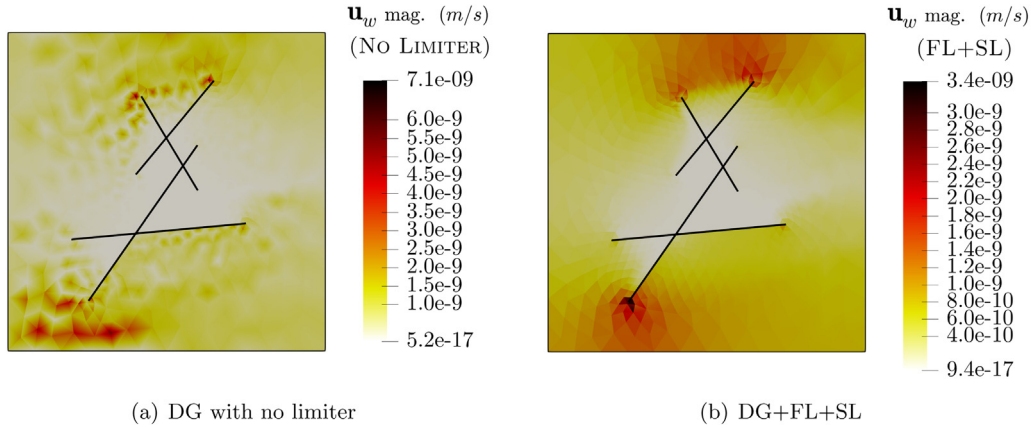 u_w mag. (m/s)
(NO LIMITER)
7.1e-09
6.0e-9
5.5e-9
5.0e-9
4.5e-9
4.0e-9
3.5e-9
3.0e-9
2.5e-9
2.0e-9
1.5e-9
1.0e-9
5.2e-17
(a) DG with no limiter
u_w mag. (m/s)
(FL+SL)
3.4e-09
3.0e-9
2.8e-9
2.6e-9
2.4e-9
2.2e-9
2.0e-9
1.8e-9
1.6e-9
1.4e-9
1.2e-9
1.0e-9
8.0e-10
6.0e-10
4.0e-10
9.4e-17
(b) DG+FL+SL